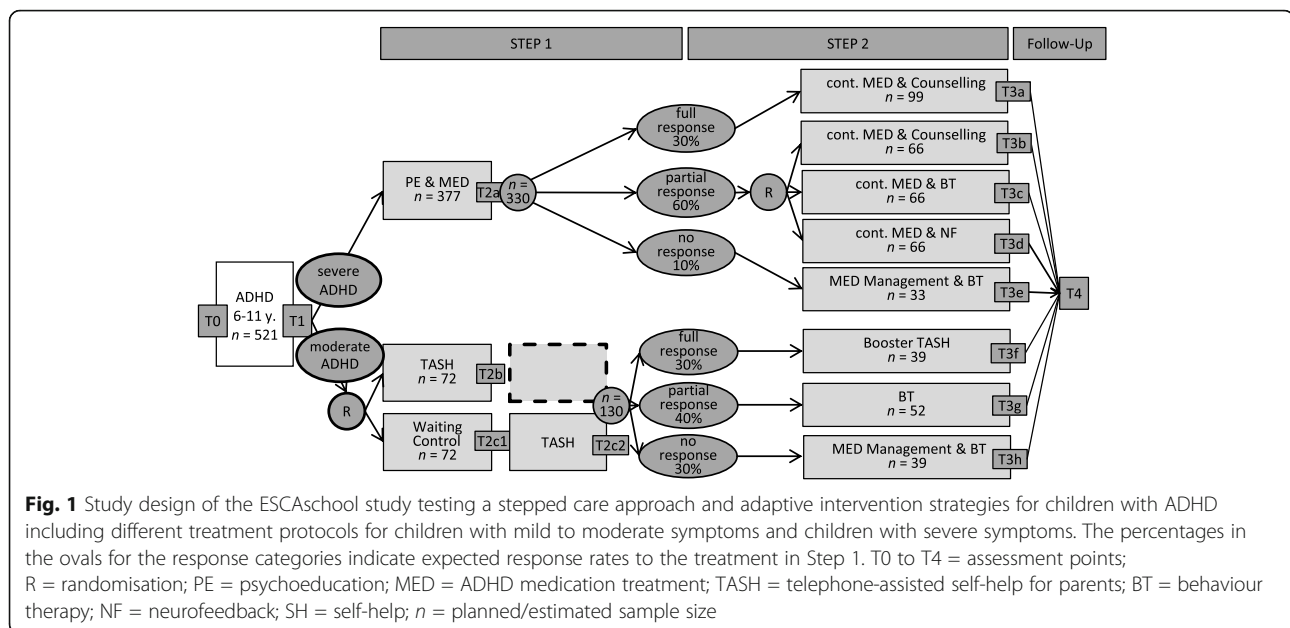 STEP 1
STEP 2
Follow-Up
cont. MED & Counselling
n = 99
T3a
full
response
30%
cont. MED & Counselling
n = 66
T3b
PE & MED
n = 377
T2a
n =
330
partial
response
60%
R
cont. MED & BT
n = 66
T3c
cont. MED & NF
n = 66
T3d
no
response
10%
severe
ADHD
MED Management & BT
n = 33
T3e
T0
ADHD
6-11 y.
n = 521
T1
T4
moderate
ADHD
TASH
n = 72
T2b
full
response
30%
Booster TASH
n = 39
T3f
R
n =
130
partial
response
40%
BT
n = 52
T3g
Waiting
Control
n = 72
T2c1
TASH
T2c2
no
response
30%
MED Management & BT
n = 39
T3h
Fig. 1 Study design of the ESCAschool study testing a stepped care approach and adaptive intervention strategies for children with ADHD
including different treatment protocols for children with mild to moderate symptoms and children with severe symptoms. The percentages in
the ovals for the response categories indicate expected response rates to the treatment in Step 1. T0 to T4 = assessment points;
R = randomisation; PE = psychoeducation; MED = ADHD medication treatment; TASH = telephone-assisted self-help for parents; BT = behaviour
therapy; NF = neurofeedback; SH = self-help; n = planned/estimated sample size